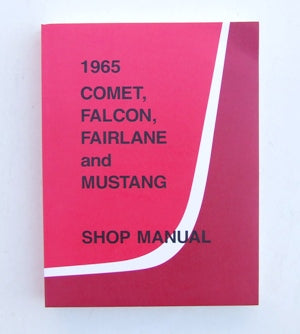 1965
COMET,
FALCON,
FAIRLANE
and
MUSTANG
SHOP MANUAL